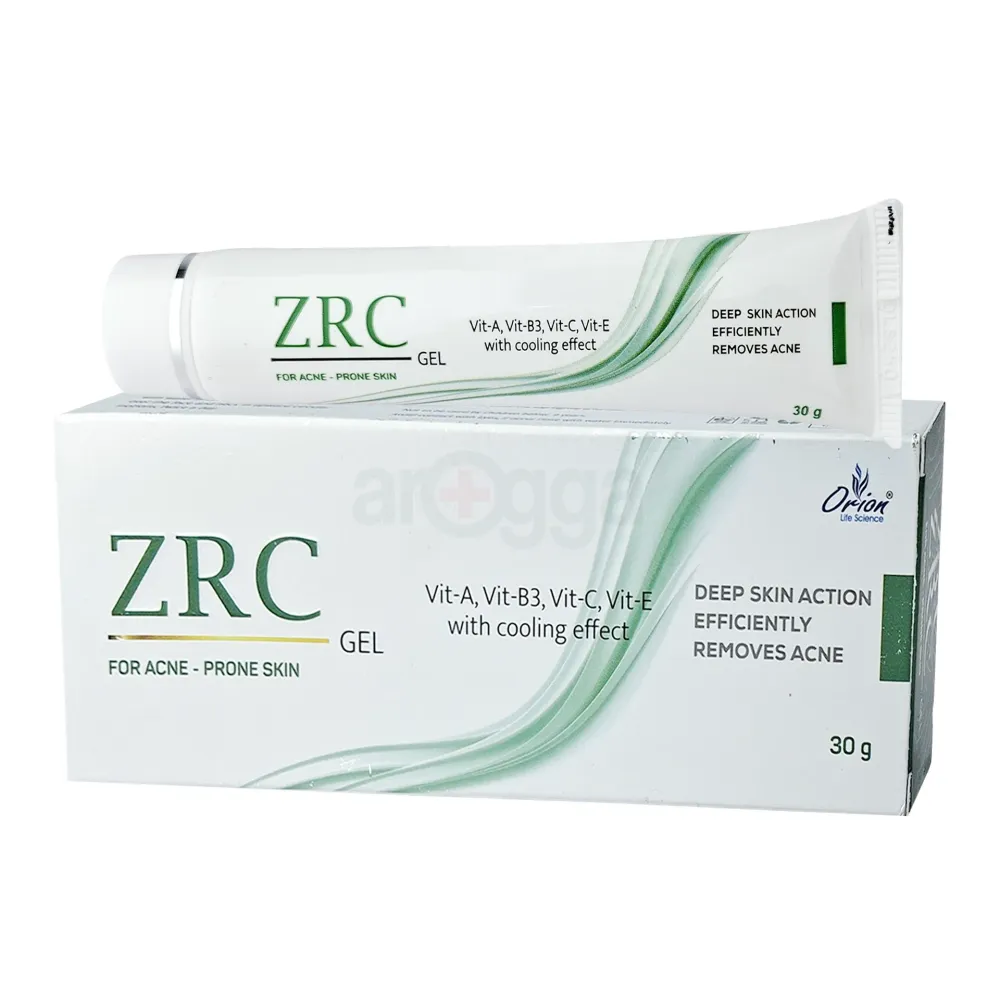 ZRC
GEL
FOR ACNE - PRONE SKIN
Vit-A, Vit-B3, Vit-C, Vit-E
with cooling effect
DEEP SKIN ACTION
EFFICIENTLY
REMOVES ACNE
30 g
arogga
Orion®
Life Science
ZRC
GEL
FOR ACNE - PRONE SKIN
Vit-A, Vit-B3, Vit-C, Vit-E
with cooling effect
DEEP SKIN ACTION
EFFICIENTLY
REMOVES ACNE
30 g